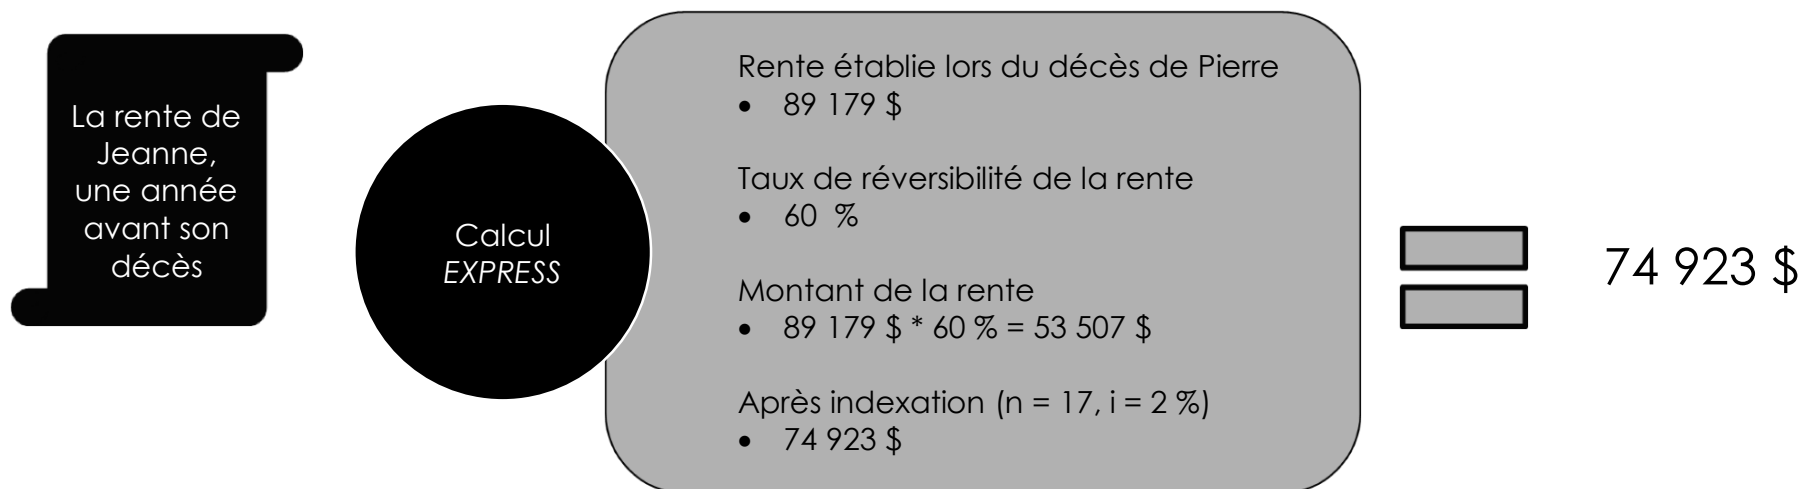 La rente de
Jeanne,
une année
avant son
décès
Calcul
EXPRESS
Rente établie lors du décès de Pierre
• 89 179 $
Taux de réversibilité de la rente
• 60 %
Montant de la rente
• 89 179 $ * 60 % = 53 507 $
Après indexation (n = 17, i = 2 %)
• 74 923 $
74 923 $